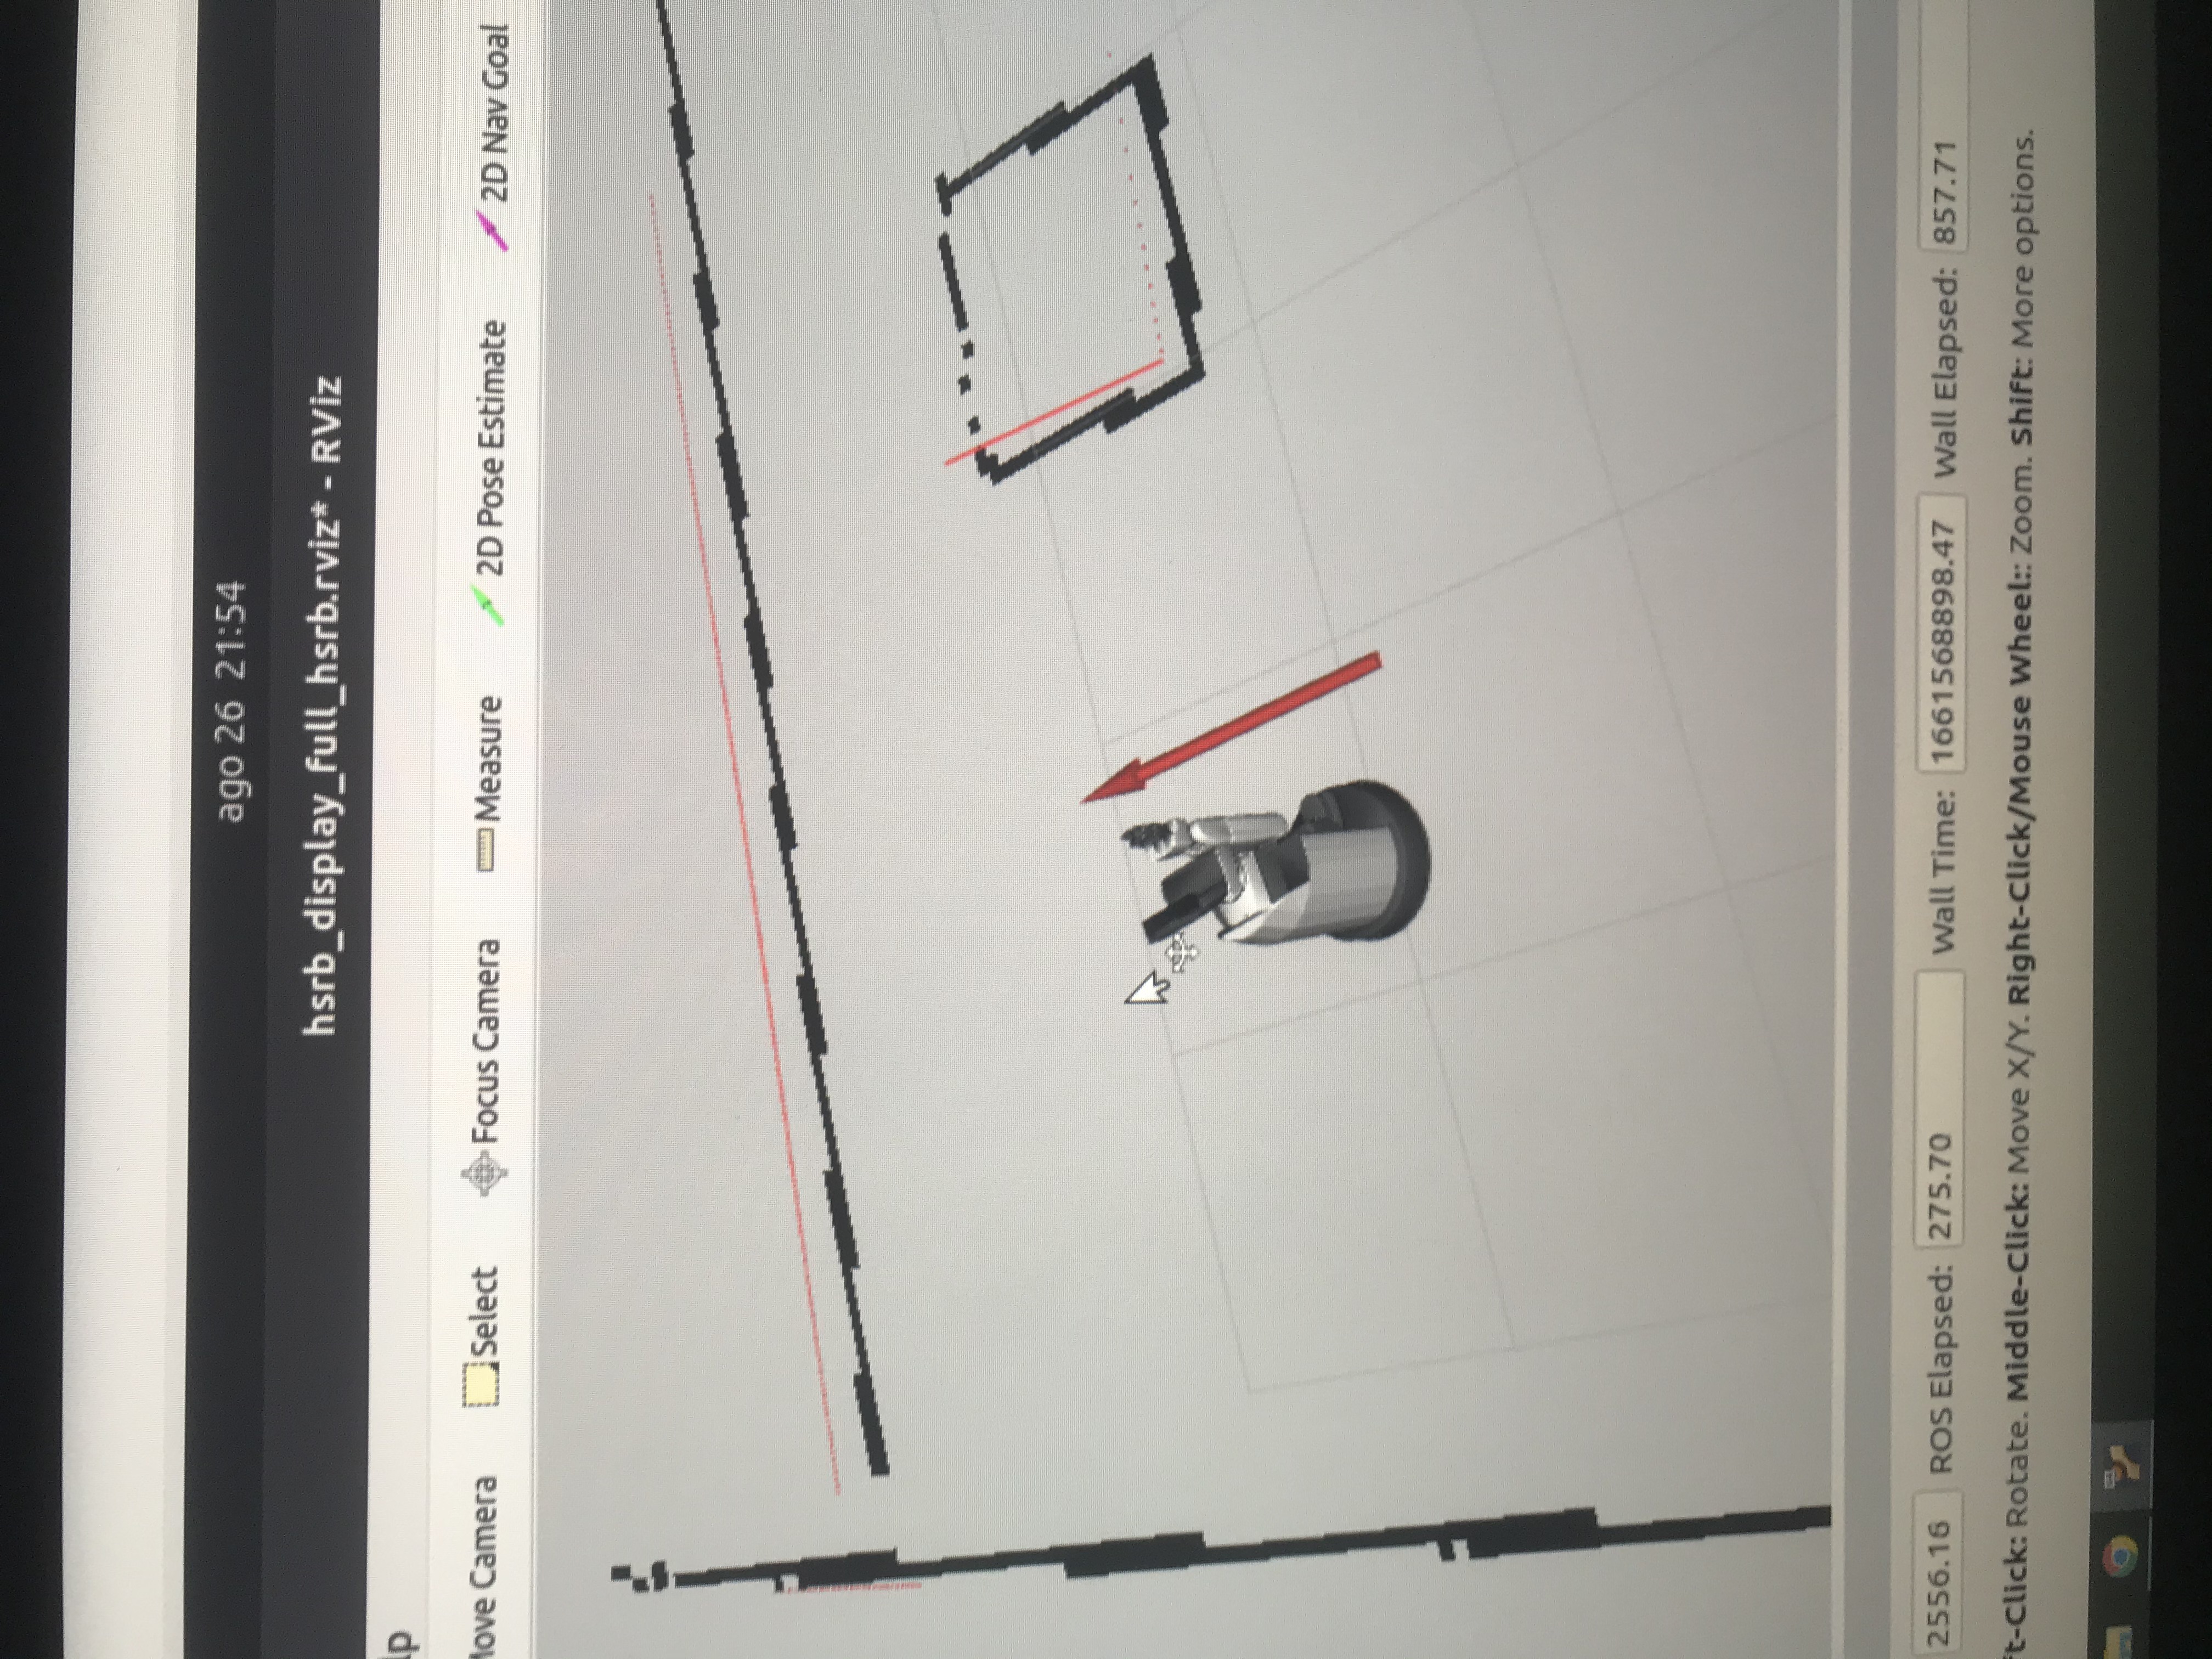 ago 26 21:54
hsrb_display_full_hsrb.rviz* - RViz
lp
Move Camera Select Focus Camera Measure 2D Pose Estimate 2D Nav Goal
2556.16 ROS Elapsed: 275.70 Wall Time: 1661568898.47 Wall Elapsed: 857.71
ft-Click: Rotate. Middle-Click: Move X/Y. Right-Click/Mouse Wheel:: Zoom. Shift: More options.